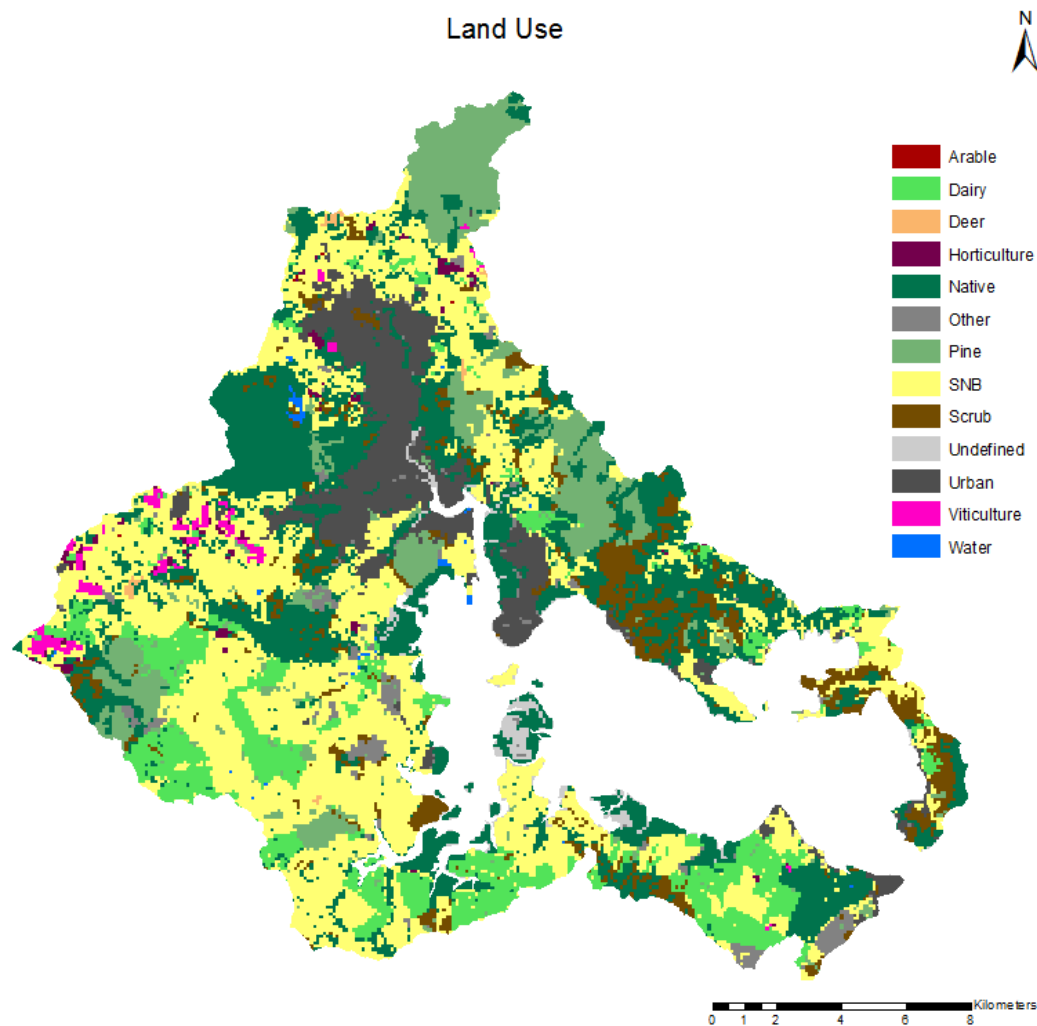 Land Use
N
Arable
Dairy
Deer
Horticulture
Native
Other
Pine
SNB
Scrub
Undefined
Urban
Viticulture
Water
Kilometers
0 1 2 4 6 8